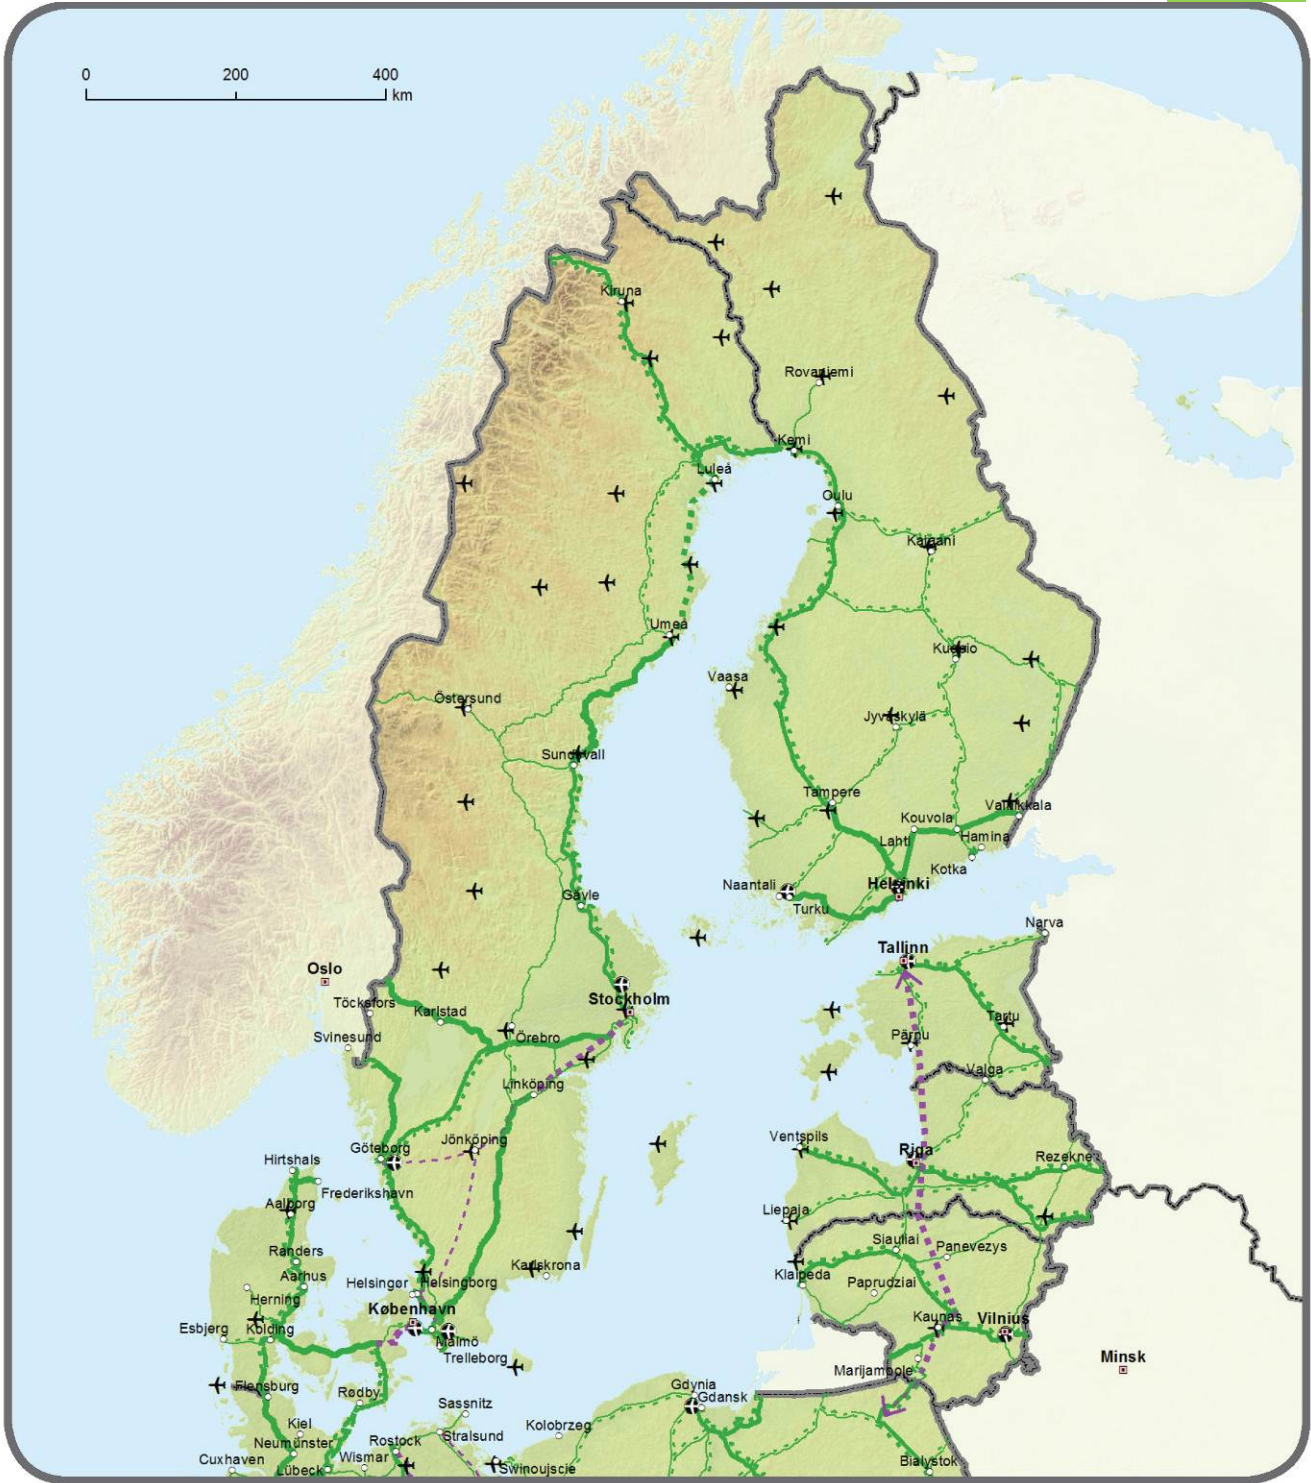 0 200 400
km
Kiruna
Rovaniemi
Kemi
Luleå
Oulu
Kajaani
Umeå
Kuopio
Vaasa
Östersund
Jyväskylä
Sundsvall
Tampere
Vainikkala
Kouvola
Lahti
Hamina
Kotka
Naantali
Helsinki
Gävle
Turku
Narva
Tallinn
Oslo
Stockholm
Töcksfors
Karlstad
Tartu
Svinesund
Örebro
Pärnu
Valga
Linköping
Ventspils
Jönköping
Göteborg
Riga
Rezekne
Hirtshals
Frederikshavn
Aalborg
Liepaja
Siauliai
Panevezys
Randers
Karlskrona
Aarhus
Helsingør
Helsingborg
Klaipeda
Paprudziai
Herning
København
Kaunas
Vilnius
Esbjerg
Kolding
Malmö
Trelleborg
Minsk
Marijampole
Flensburg
Rødby
Gdynia
Gdansk
Sassnitz
Kiel
Kolobrzeg
Stralsund
Neumünster
Rostock
Cuxhaven
Wismar
Bialystok
Lübeck
Swinoujscie